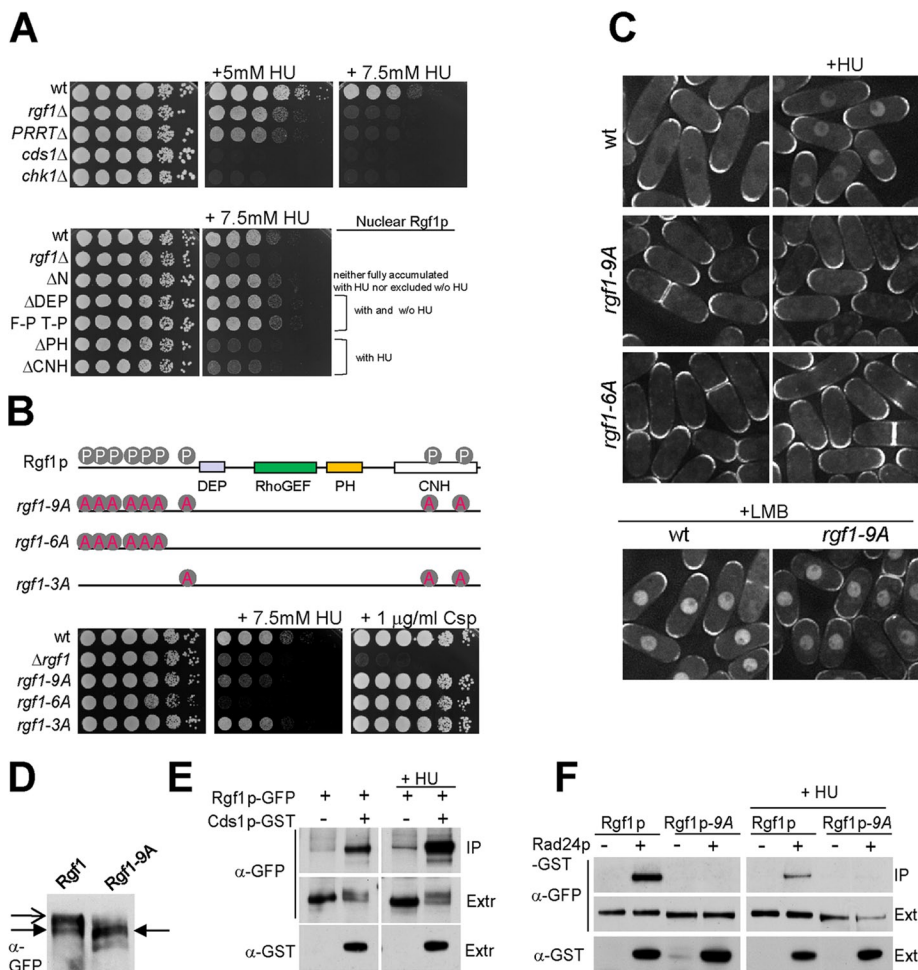 A
+5mM HU
+ 7.5mM HU
wt
rgf1Δ
PRRTΔ
cds1Δ
chk1Δ
+ 7.5mM HU
Nuclear Rgf1p
wt
rgf1Δ
ΔN
ΔDEP
F-P T-P
ΔPH
ΔCNH
neither fully accumulated
with HU nor excluded w/o HU
with and w/o HU
with HU
B
P P P P P P P P P
Rgf1p
DEP RhoGEF PH CNH
rgf1-9A A A A A A A A A A
rgf1-6A A A A A A A
rgf1-3A A A A
+ 7.5mM HU
+ 1 μg/ml Csp
wt
Δrgf1
rgf1-9A
rgf1-6A
rgf1-3A
C
+HU
wt
rgf1-9A
rgf1-6A
+LMB
wt rgf1-9A
D
Rgf1
Rgf1-9A
α-
GFP
E
+ HU
Rgf1p-GFP + + + +
Cds1p-GST - + - +
α-GFP
IP
Extr
α-GST
Extr
F
+ HU
Rgf1p Rgf1p-9A Rgf1p Rgf1p-9A
Rad24p - + - + - + - +
-GST
α-GFP
IP
Ext
α-GST
Ext